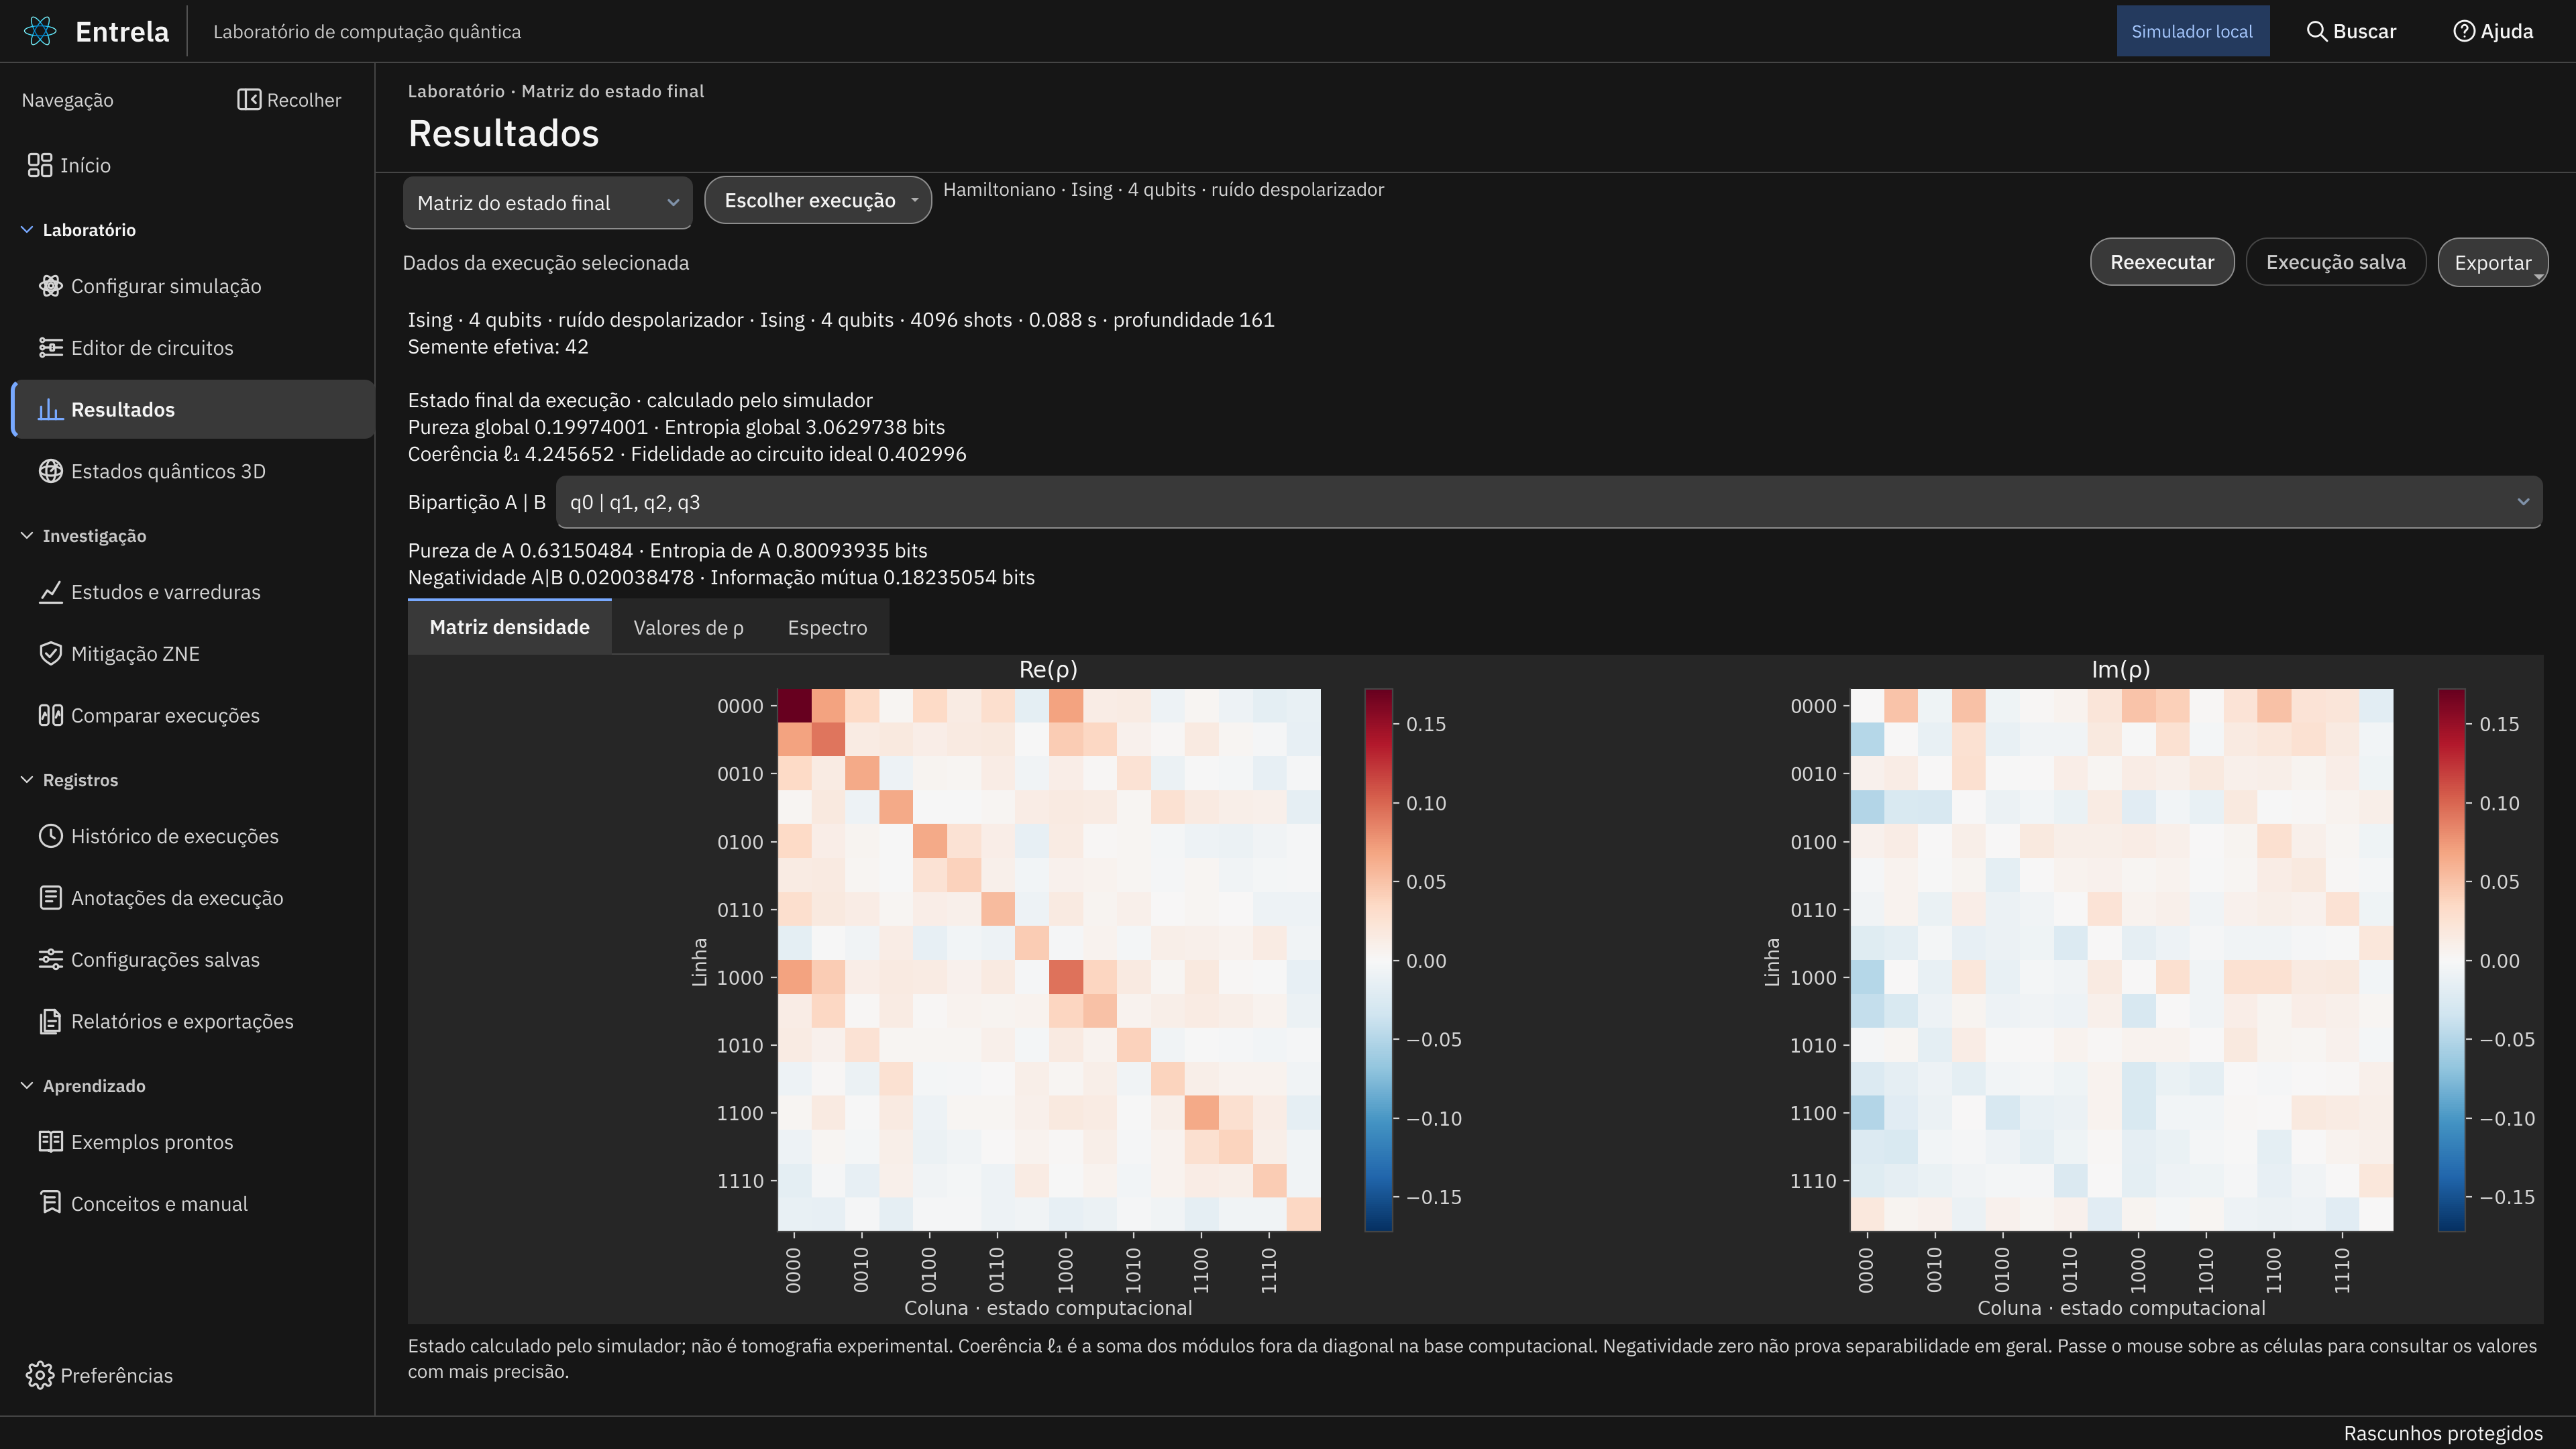 Entrela
Laboratório de computação quântica
Simulador local
Buscar
Ajuda
Navegação
Recolher
Início
Laboratório
Configurar simulação
Editor de circuitos
Resultados
Estados quânticos 3D
Investigação
Estudos e varreduras
Mitigação ZNE
Comparar execuções
Registros
Histórico de execuções
Anotações da execução
Configurações salvas
Relatórios e exportações
Aprendizado
Exemplos prontos
Conceitos e manual
Preferências
Laboratório · Matriz do estado final
Resultados
Matriz do estado final
Escolher execução
Hamiltoniano · Ising · 4 qubits · ruído despolarizador
Dados da execução selecionada
Reexecutar
Execução salva
Exportar
Ising · 4 qubits · ruído despolarizador · Ising · 4 qubits · 4096 shots · 0.088 s · profundidade 161
Semente efetiva: 42
Estado final da execução · calculado pelo simulador
Pureza global 0.19974001 · Entropia global 3.0629738 bits
Coerência ℓ₁ 4.245652 · Fidelidade ao circuito ideal 0.402996
Bipartição A | B
q0 | q1, q2, q3
Pureza de A 0.63150484 · Entropia de A 0.80093935 bits
Negatividade A|B 0.020038478 · Informação mútua 0.18235054 bits
Matriz densidade
Valores de ρ
Espectro
Re(ρ)
0000
0010
0100
0110
1000
1010
1100
1110
Linha
0000
0010
0100
0110
1000
1010
1100
1110
Coluna · estado computacional
0.15
0.10
0.05
0.00
−0.05
−0.10
−0.15
Im(ρ)
0000
0010
0100
0110
1000
1010
1100
1110
Linha
0000
0010
0100
0110
1000
1010
1100
1110
Coluna · estado computacional
0.15
0.10
0.05
0.00
−0.05
−0.10
−0.15
Estado calculado pelo simulador; não é tomografia experimental. Coerência ℓ₁ é a soma dos módulos fora da diagonal na base computacional. Negatividade zero não prova separabilidade em geral. Passe o mouse sobre as células para consultar os valores
com mais precisão.
Rascunhos protegidos